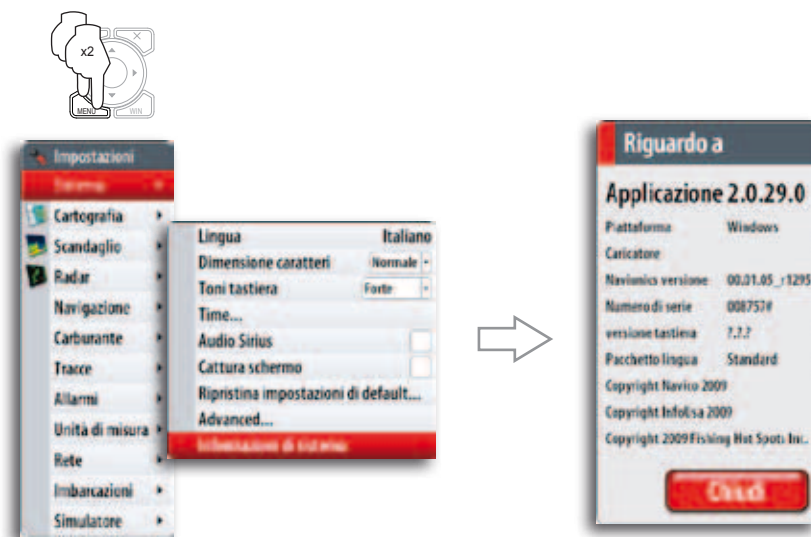 x2
MENU
WIN
Impostazioni
Sistema
Cartografia
Scandaglio
Radar
Navigazione
Carburante
Tracce
Allarmi
Unità di misura
Rete
Imbarcazioni
Simulatore
Lingua Italiano
Dimensione caratteri Normale
Toni tastiera Forte
Time...
Audio Sirius
Cattura schermo
Ripristina impostazioni di default...
Advanced...
Informazioni di sistema
Riguardo a
Applicazione 2.0.29.0
Piattaforma Windows
Caricatore
Navionics versione 00.01.05_r1295
Numero di serie 008757#
versione tastiera ?.?.?
Pacchetto lingua Standard
Copyright Navico 2009
Copyright Infolisa 2009
Copyright 2009 Fishing Hot Spots Inc.
Chiudi